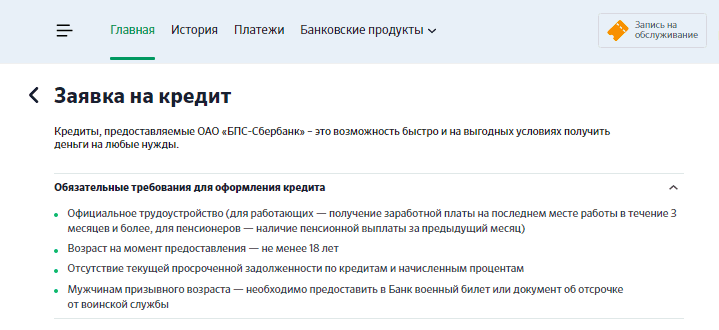 Главная История Платежи Банковские продукты Запись на
обслуживание
Заявка на кредит
Кредиты, предоставляемые ОАО «БПС-Сбербанк» – это возможность быстро и на выгодных условиях получить
деньги на любые нужды.
Обязательные требования для оформления кредита
Официальное трудоустройство (для работающих — получение заработной платы на последнем месте работы в течение 3
месяцев и более, для пенсионеров — наличие пенсионной выплаты за предыдущий месяц)
Возраст на момент предоставления — не менее 18 лет
Отсутствие текущей просроченной задолженности по кредитам и начисленным процентам
Мужчинам призывного возраста — необходимо предоставить в Банк военный билет или документ об отсрочке
от воинской службы